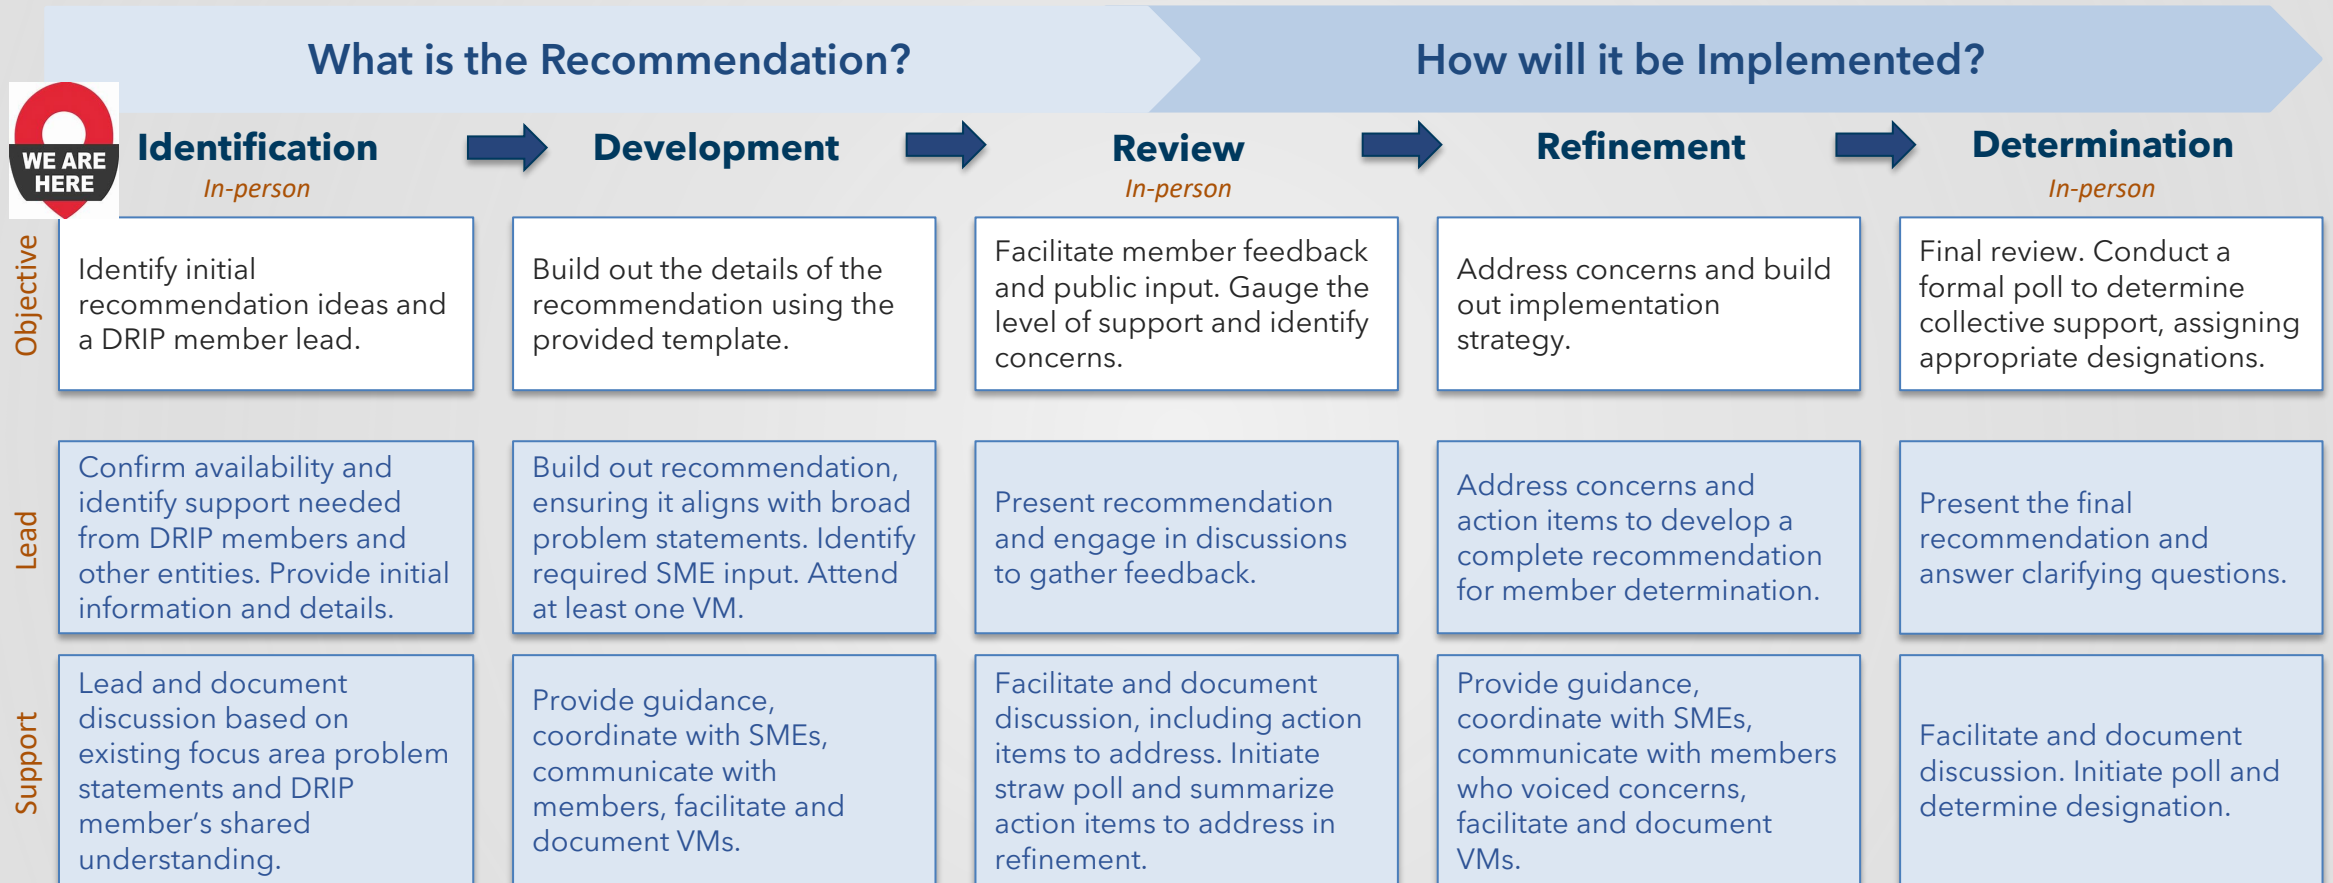 What is the Recommendation?
How will it be Implemented?
WE ARE
HERE
Identification
In-person
Development
Review
In-person
Refinement
Determination
In-person
Objective
Identify initial
recommendation ideas and
a DRIP member lead.
Build out the details of the
recommendation using the
provided template.
Facilitate member feedback
and public input. Gauge the
level of support and identify
concerns.
Address concerns and build
out implementation
strategy.
Final review. Conduct a
formal poll to determine
collective support, assigning
appropriate designations.
Lead
Confirm availability and
identify support needed
from DRIP members and
other entities. Provide initial
information and details.
Build out recommendation,
ensuring it aligns with broad
problem statements. Identify
required SME input. Attend
at least one VM.
Present recommendation
and engage in discussions
to gather feedback.
Address concerns and
action items to develop a
complete recommendation
for member determination.
Present the final
recommendation and
answer clarifying questions.
Support
Lead and document
discussion based on
existing focus area problem
statements and DRIP
member’s shared
understanding.
Provide guidance,
coordinate with SMEs,
communicate with
members, facilitate and
document VMs.
Facilitate and document
discussion, including action
items to address. Initiate
straw poll and summarize
action items to address in
refinement.
Provide guidance,
coordinate with SMEs,
communicate with members
who voiced concerns,
facilitate and document
VMs.
Facilitate and document
discussion. Initiate poll and
determine designation.